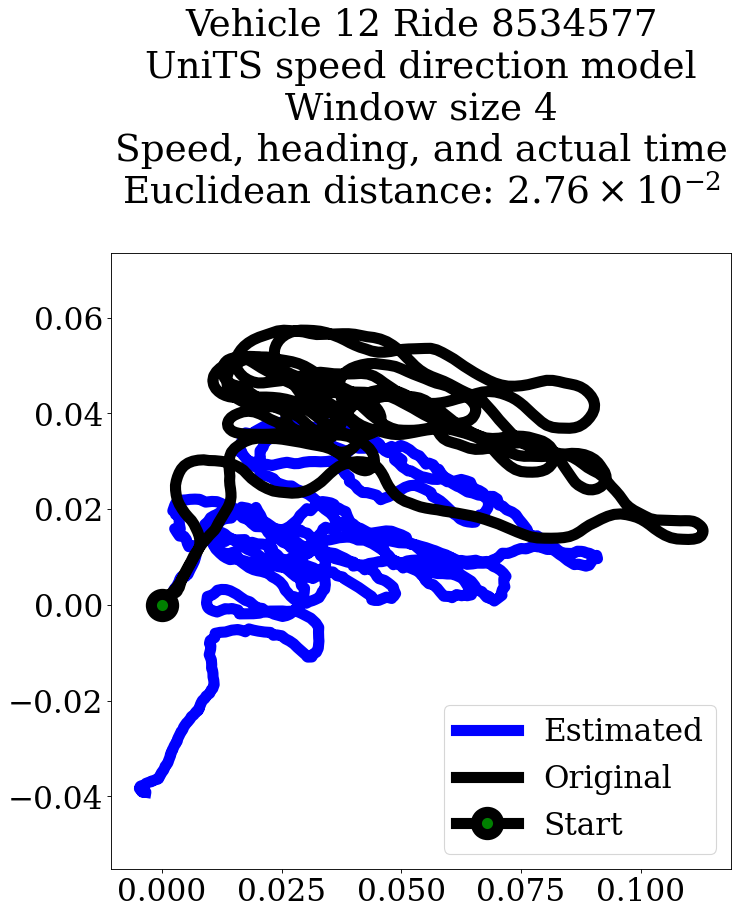 Vehicle 12 Ride 8534577
UniTS speed direction model
Window size 4
Speed, heading, and actual time
Euclidean distance: 2.76 × 10⁻²
0.06
0.04
0.02
0.00
−0.02
−0.04
Estimated
Original
Start
0.000 0.025 0.050 0.075 0.100